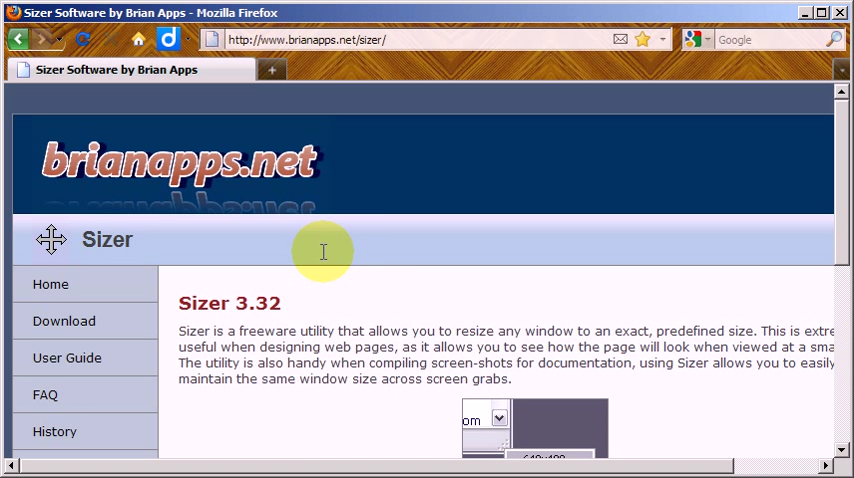 Sizer Software by Brian Apps - Mozilla Firefox
http://www.brianapps.net/sizer/
Google
Sizer Software by Brian Apps
brianapps.net
Sizer
Home
Download
User Guide
FAQ
History
Sizer 3.32
Sizer is a freeware utility that allows you to resize any window to an exact, predefined size. This is extre
useful when designing web pages, as it allows you to see how the page will look when viewed at a sma
The utility is also handy when compiling screen-shots for documentation, using Sizer allows you to easily
maintain the same window size across screen grabs.
om